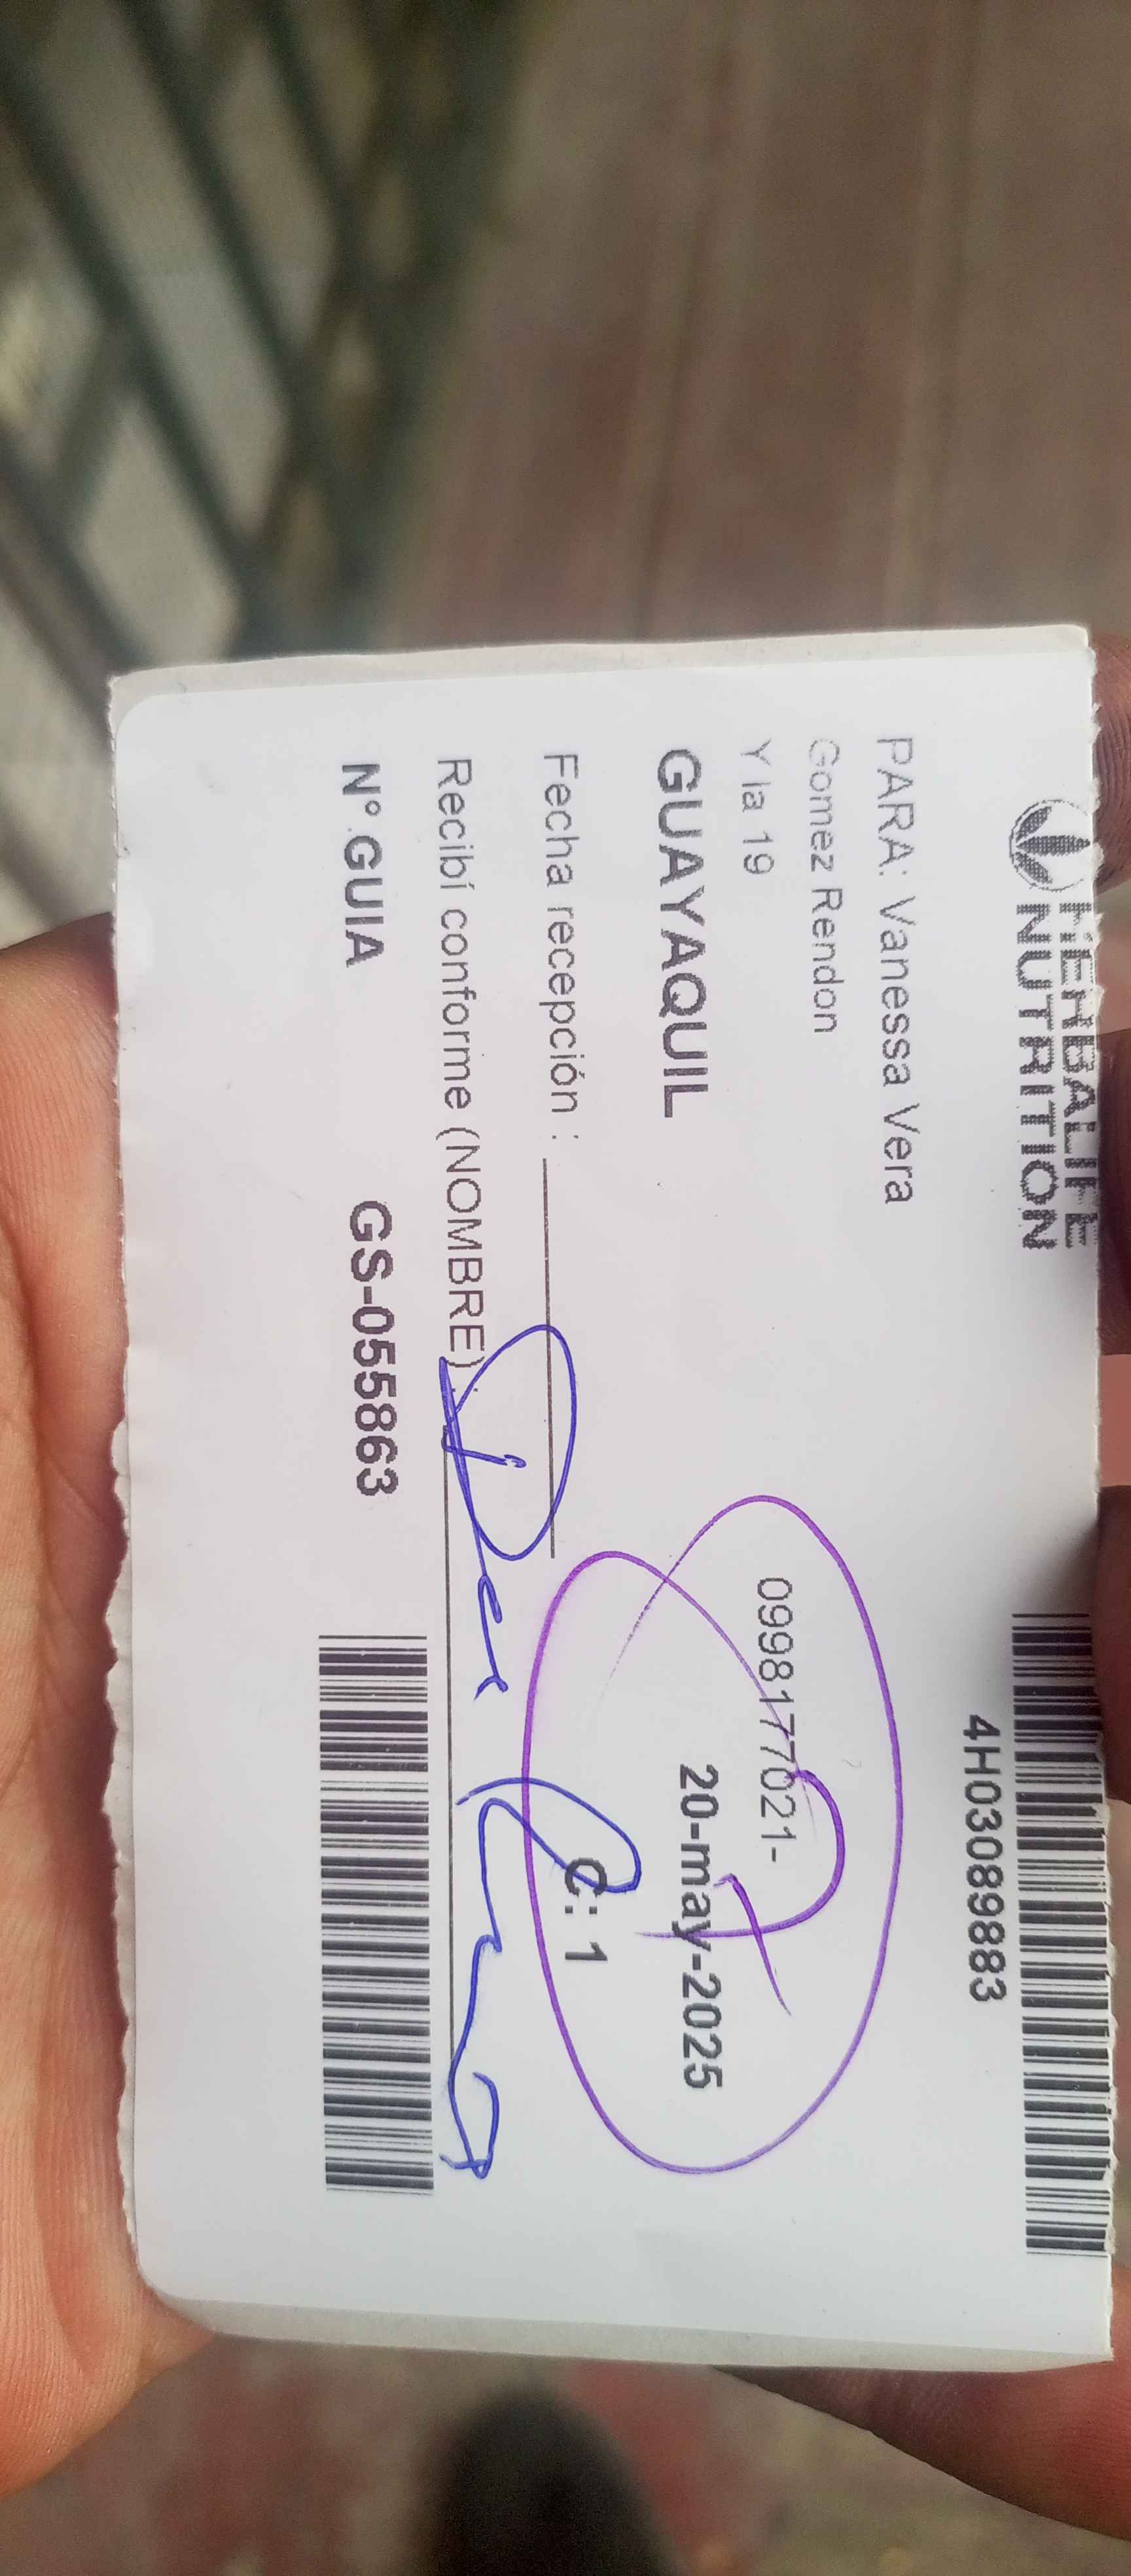 HERBALIFE
NUTRITION
4H03089883
PARA: Vanessa Vera
Gomez Rendon
Y la 19
0998177021-
GUAYAQUIL
20-may-2025
Fecha recepción :
C: 1
Recibí conforme (NOMBRE):
N° GUIA GS-055863